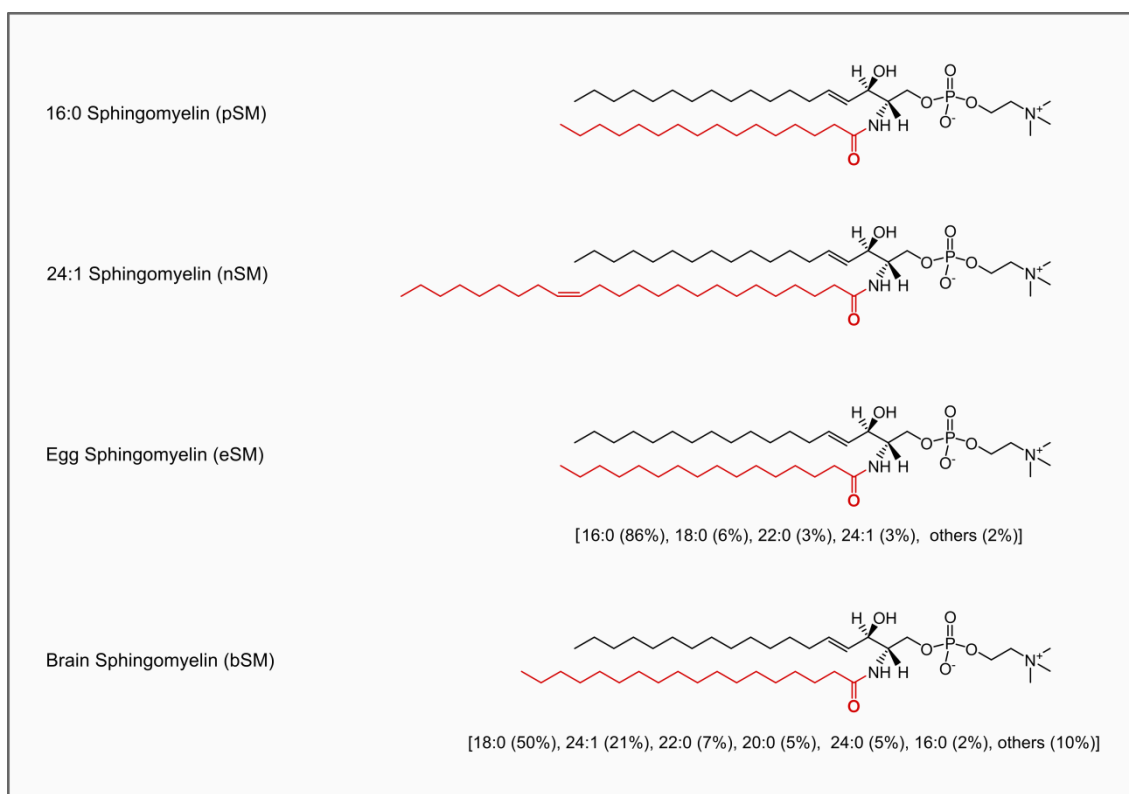 16:0 Sphingomyelin (pSM)
H OH
O
O P O
O-
N+
NH H
O
24:1 Sphingomyelin (nSM)
H OH
O
O P O
O-
N+
NH H
O
Egg Sphingomyelin (eSM)
H OH
O
O P O
O-
N+
NH H
O
[16:0 (86%), 18:0 (6%), 22:0 (3%), 24:1 (3%), others (2%)]
Brain Sphingomyelin (bSM)
H OH
O
O P O
O-
N+
NH H
O
[18:0 (50%), 24:1 (21%), 22:0 (7%), 20:0 (5%), 24:0 (5%), 16:0 (2%), others (10%)]